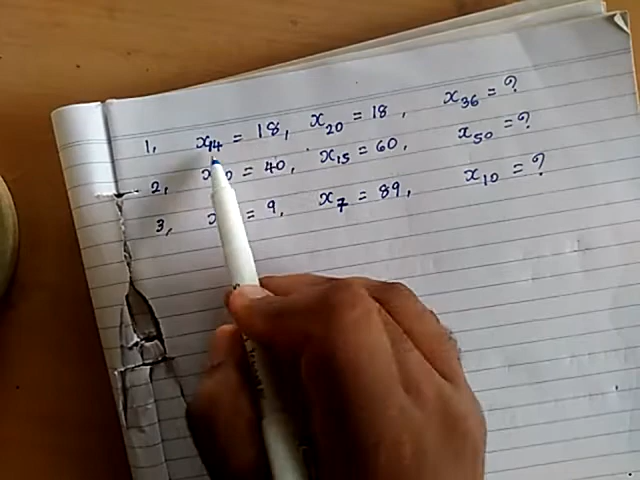 1, x₁₄ = 18, x₂₀ = 18, x₃₆ = ?
2, = 40, x₁₅ = 60, x₅₀ = ?
3, = 9, x₇ = 89, x₁₀ = ?